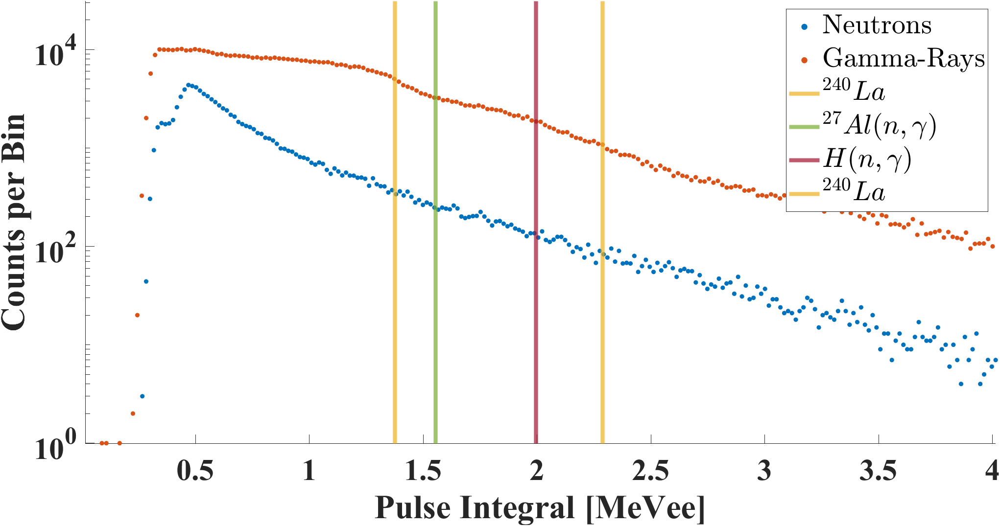 Neutrons
Gamma-Rays
²⁴⁰La
²⁷Al(n, γ)
H(n, γ)
²⁴⁰La
Counts per Bin
10⁴
10²
10⁰
0.5 1 1.5 2 2.5 3 3.5 4
Pulse Integral [MeVee]